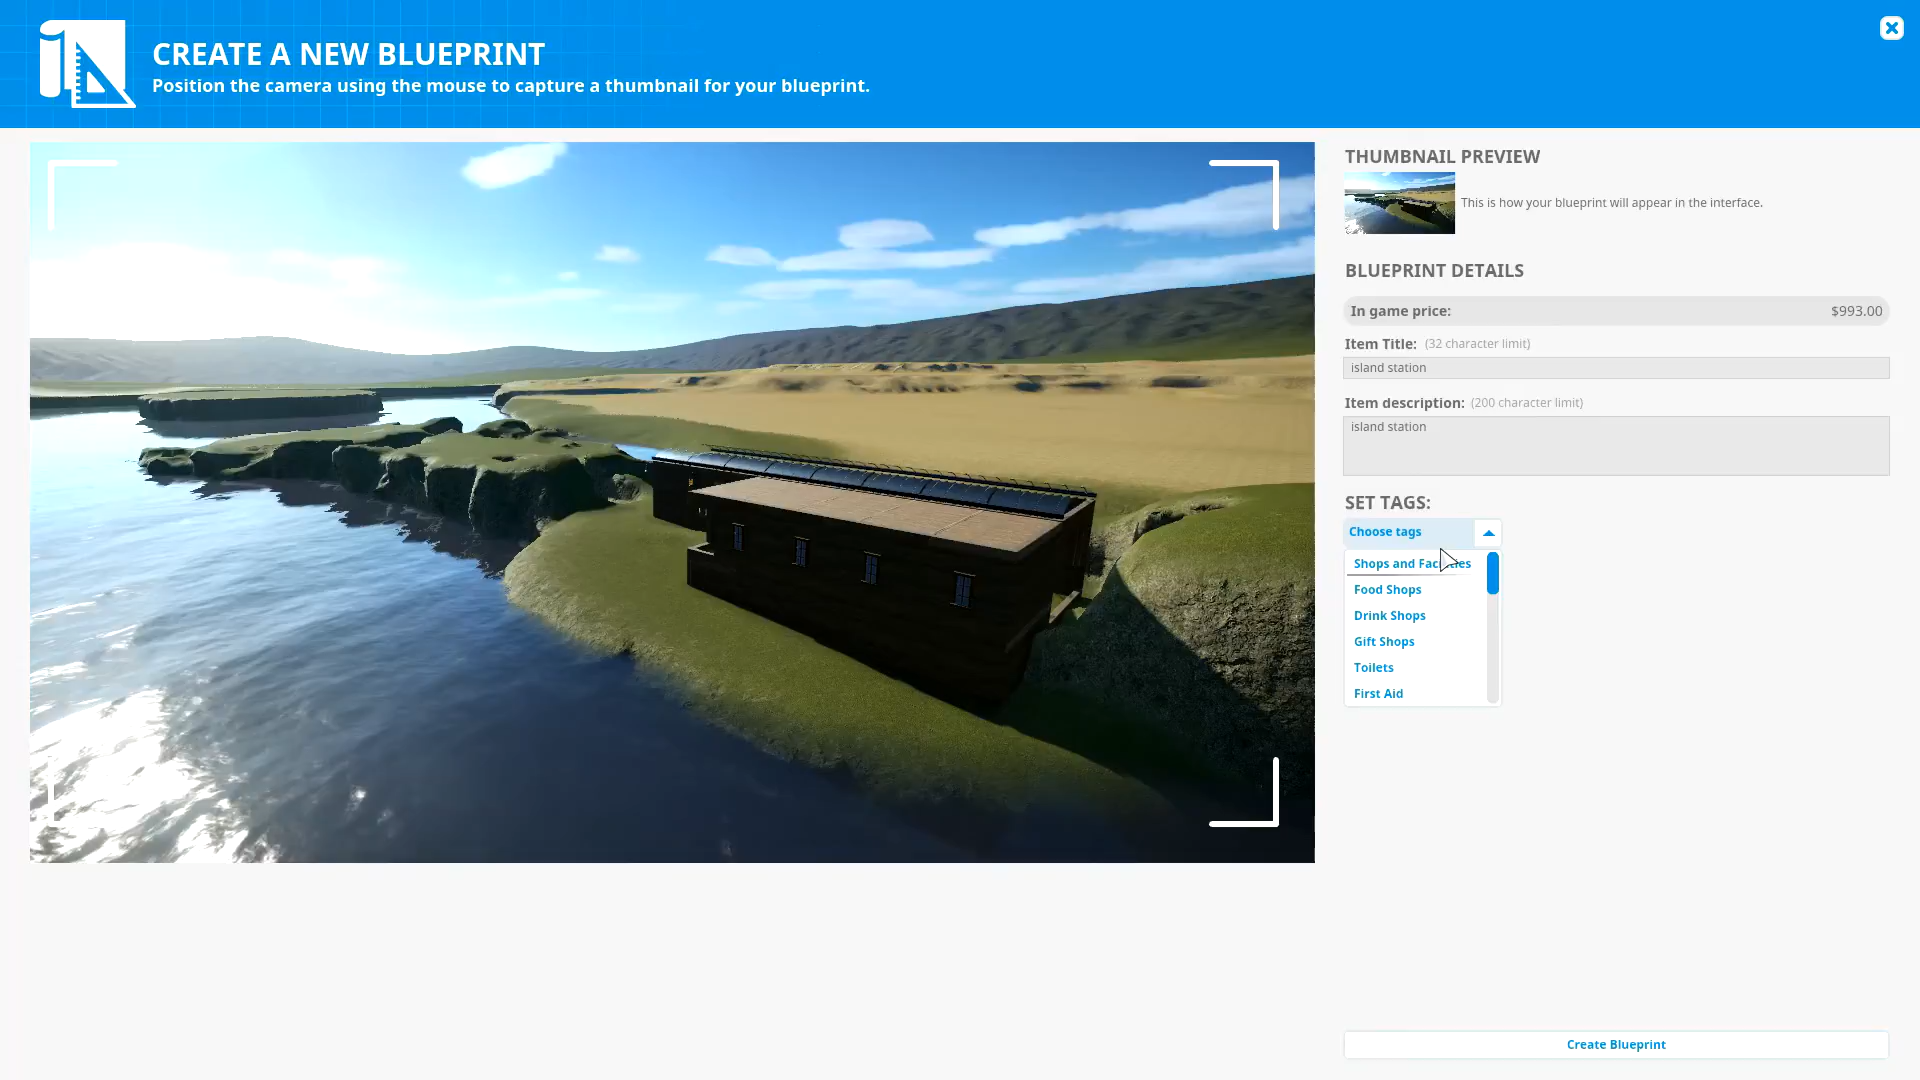 CREATE A NEW BLUEPRINT
Position the camera using the mouse to capture a thumbnail for your blueprint.
THUMBNAIL PREVIEW
This is how your blueprint will appear in the interface.
BLUEPRINT DETAILS
In game price: $993.00
Item Title: (32 character limit)
island station
Item description: (200 character limit)
island station
SET TAGS:
Choose tags
Shops and Facilities
Food Shops
Drink Shops
Gift Shops
Toilets
First Aid
Create Blueprint